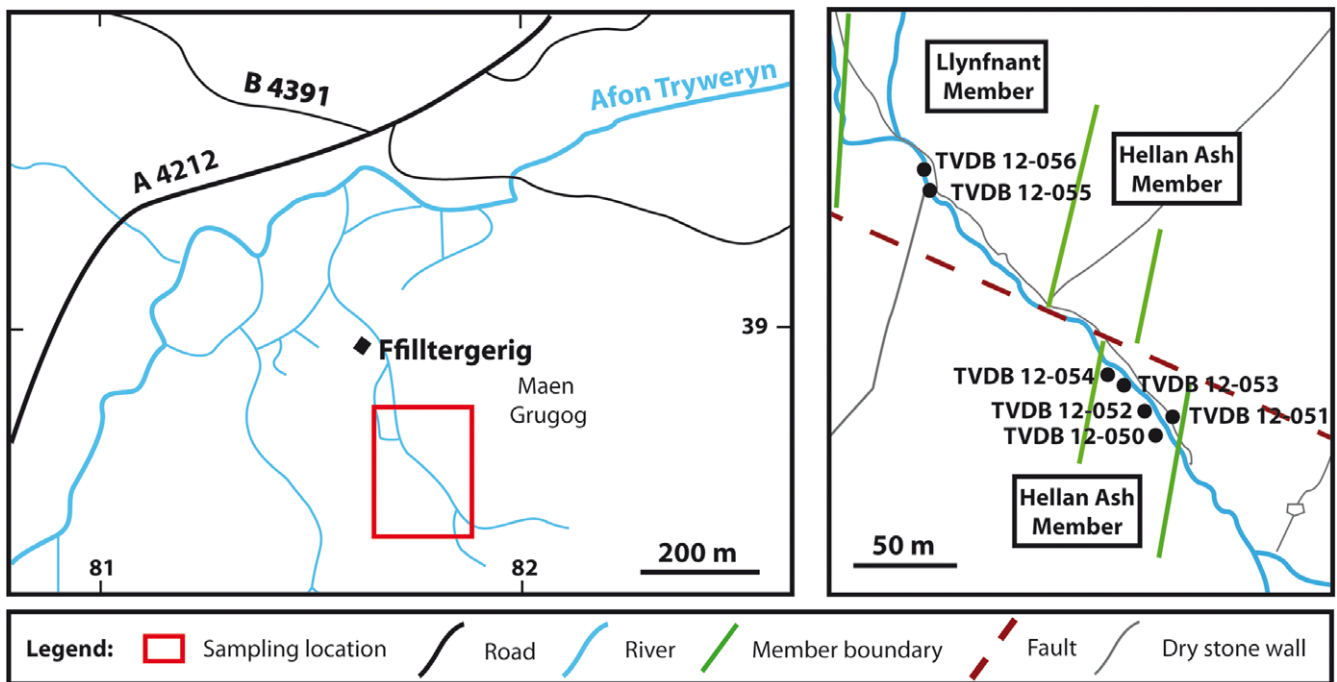 B 4391
Afon Tryweryn
A 4212
39
Ffilltergerig
Maen
Grugog
200 m
81
82
Llynfnant
Member
TVDB 12-056
Hellan Ash
Member
TVDB 12-055
TVDB 12-054
TVDB 12-053
TVDB 12-052
TVDB 12-051
TVDB 12-050
Hellan Ash
Member
50 m
Legend:
Sampling location
Road
River
Member boundary
Fault
Dry stone wall